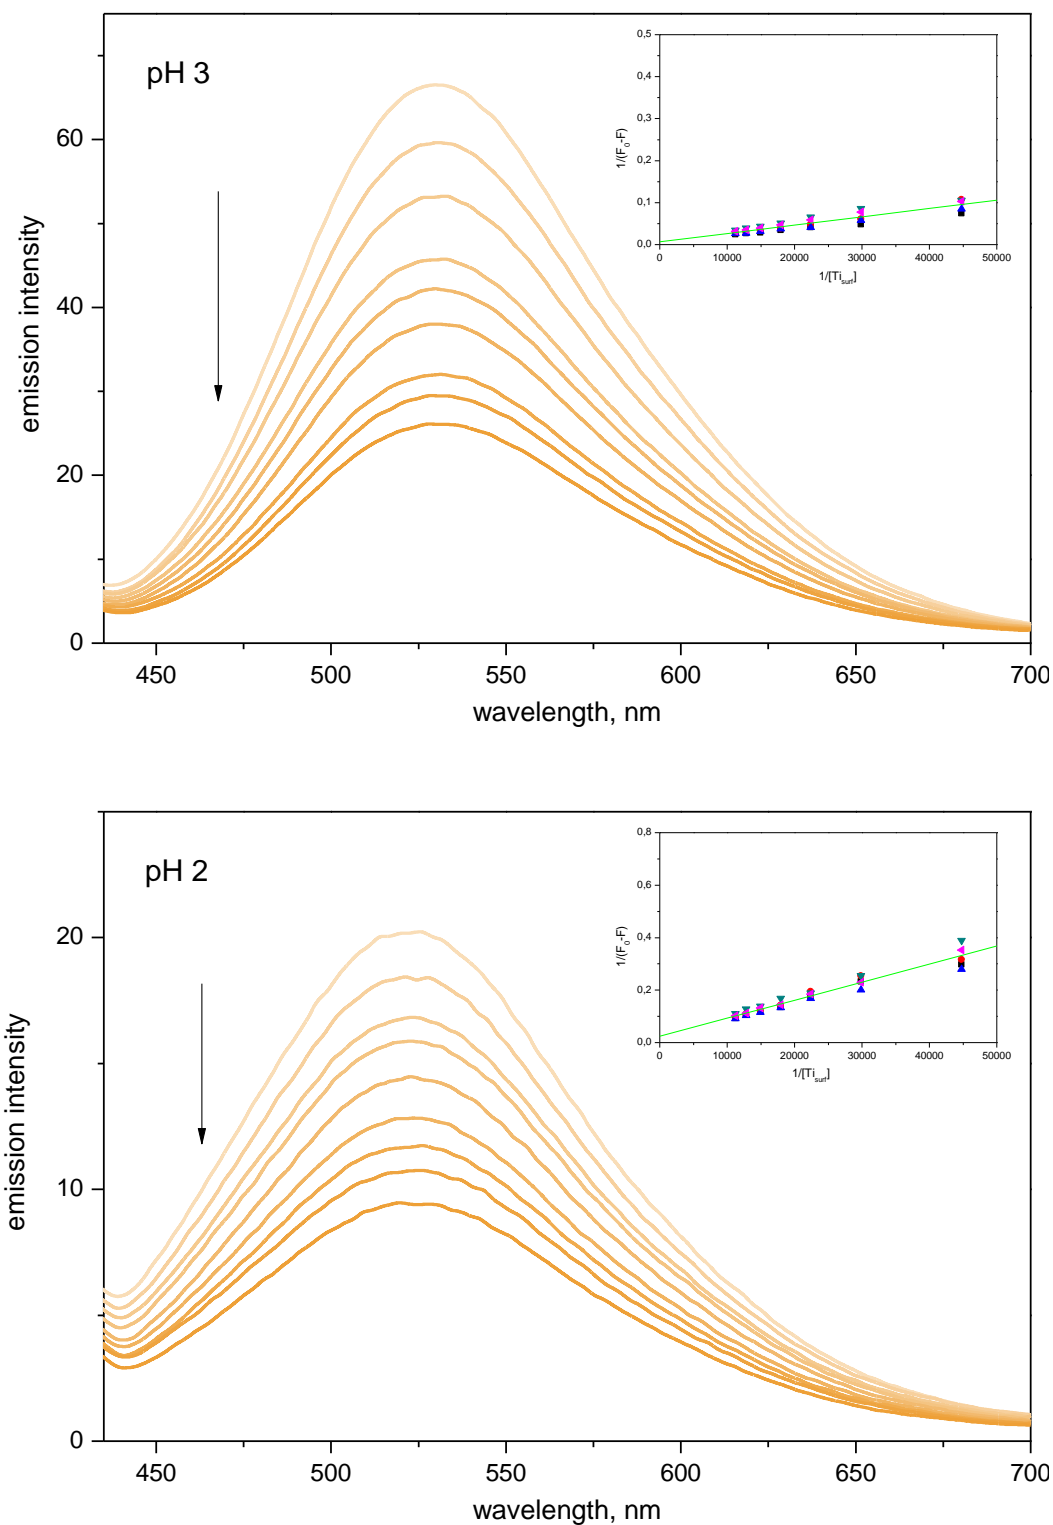 pH 3
emission intensity
60
40
20
0
450 500 550 600 650 700
wavelength, nm
1/(F0-F)
0,5
0,4
0,3
0,2
0,1
0,0
0 10000 20000 30000 40000 50000
1/[Tisurf]
pH 2
emission intensity
20
10
0
450 500 550 600 650 700
wavelength, nm
1/(F0-F)
0,8
0,6
0,4
0,2
0,0
0 10000 20000 30000 40000 50000
1/[Tisurf]